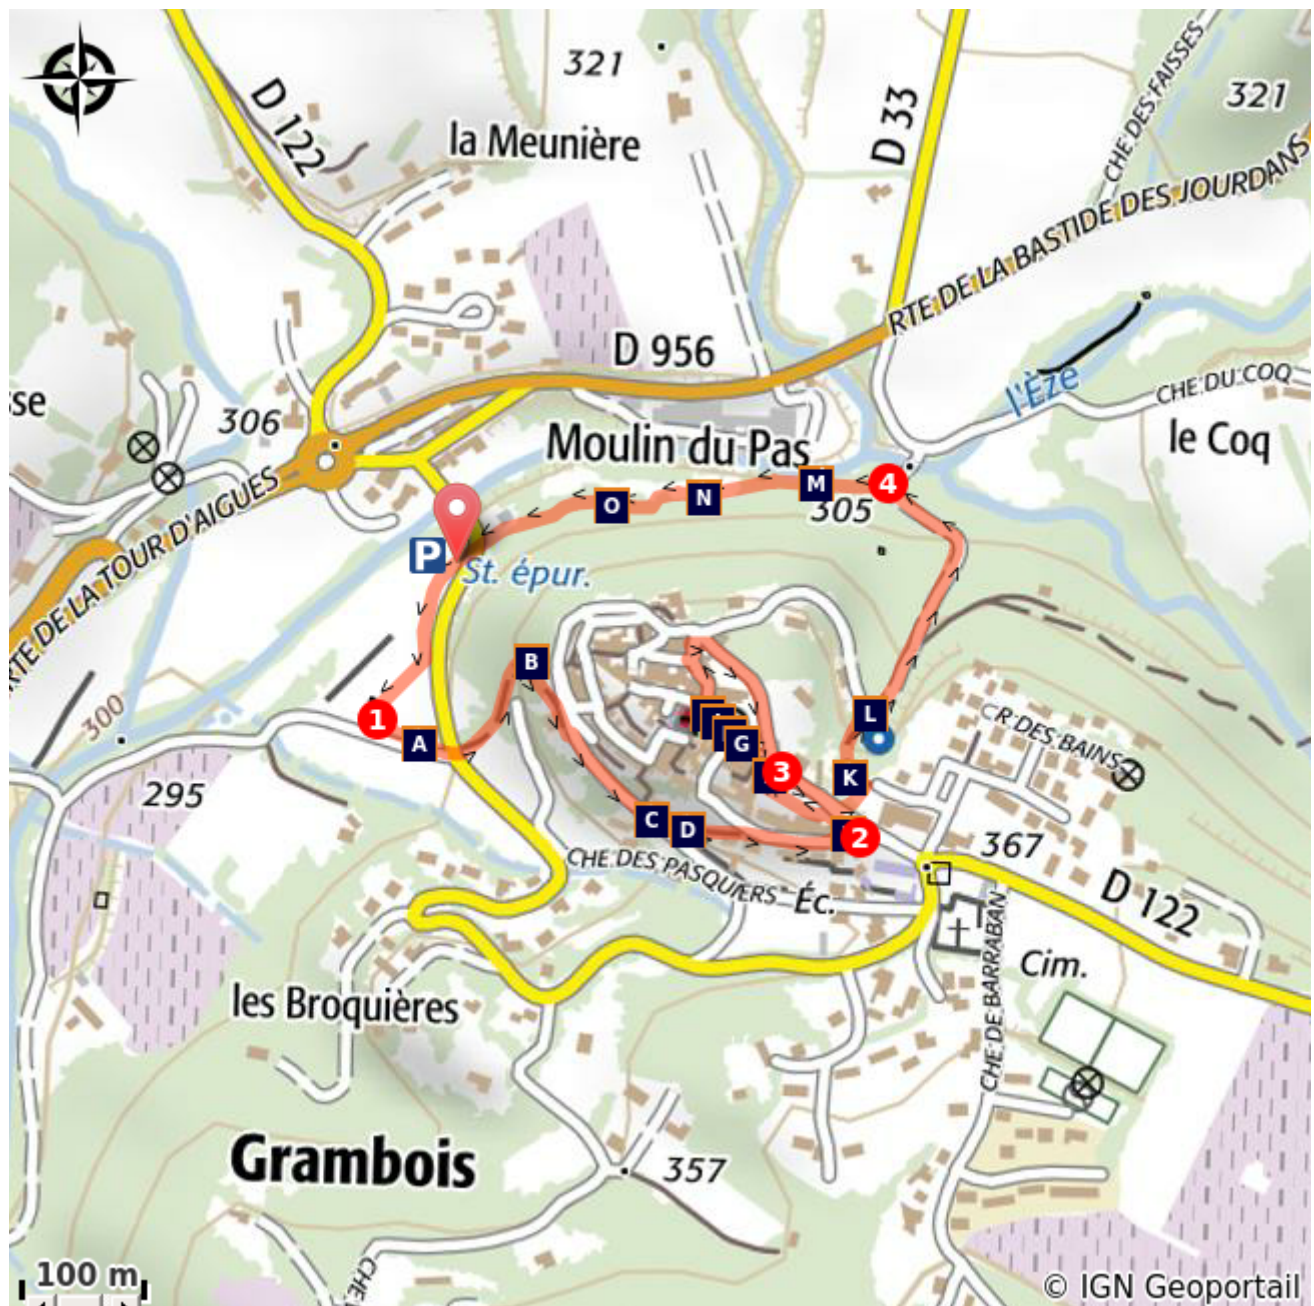 321
D 122
la Meunière
D 33
CHE DES FAISSES
321
RTE DE LA BASTIDE DES JOURDANS
D 956
l'Èze
CHE DU COQ
le Coq
se
306
Moulin du Pas
RTE DE LA TOUR D'AIGUES
M
4
N
O
305
P
St. épur.
B
300
1
A
L
G
3
K
CR DES BAINS
295
C
D
2
CHE DES PASQUIERS
Éc.
367
D 122
CHE DE BARRABAN
Cim.
les Broquières
Grambois
357
CHE
100 m
© IGN Geoportail